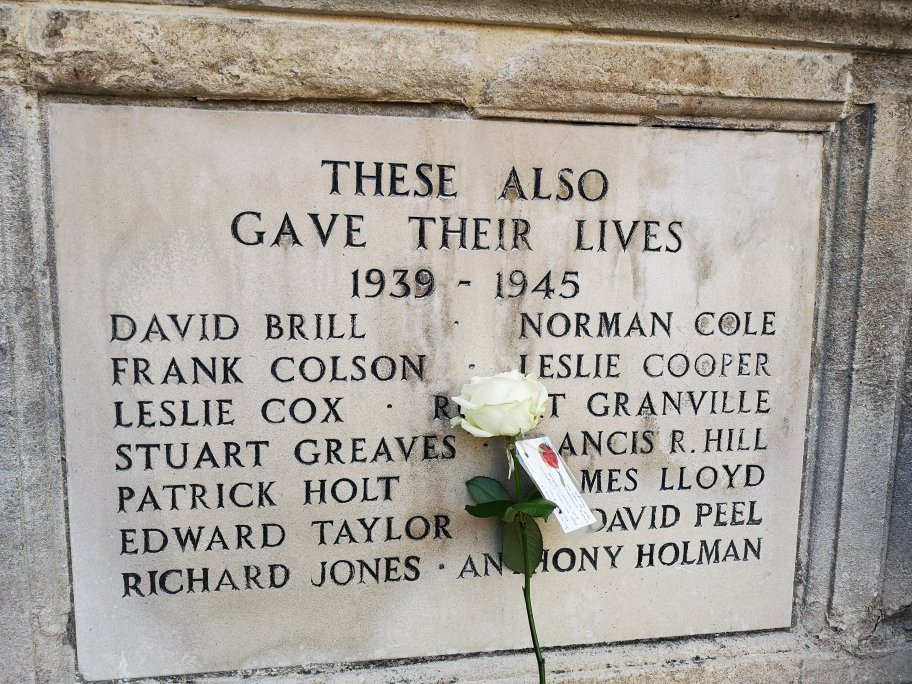 THESE ALSO
GAVE THEIR LIVES
1939 - 1945
DAVID BRILL · NORMAN COLE
FRANK COLSON · LESLIE COOPER
LESLIE COX · GRANVILLE
STUART GREAVES R. HILL
PATRICK HOLT LLOYD
EDWARD TAYLOR DAVID PEEL
RICHARD JONES · ANTHONY HOLMAN